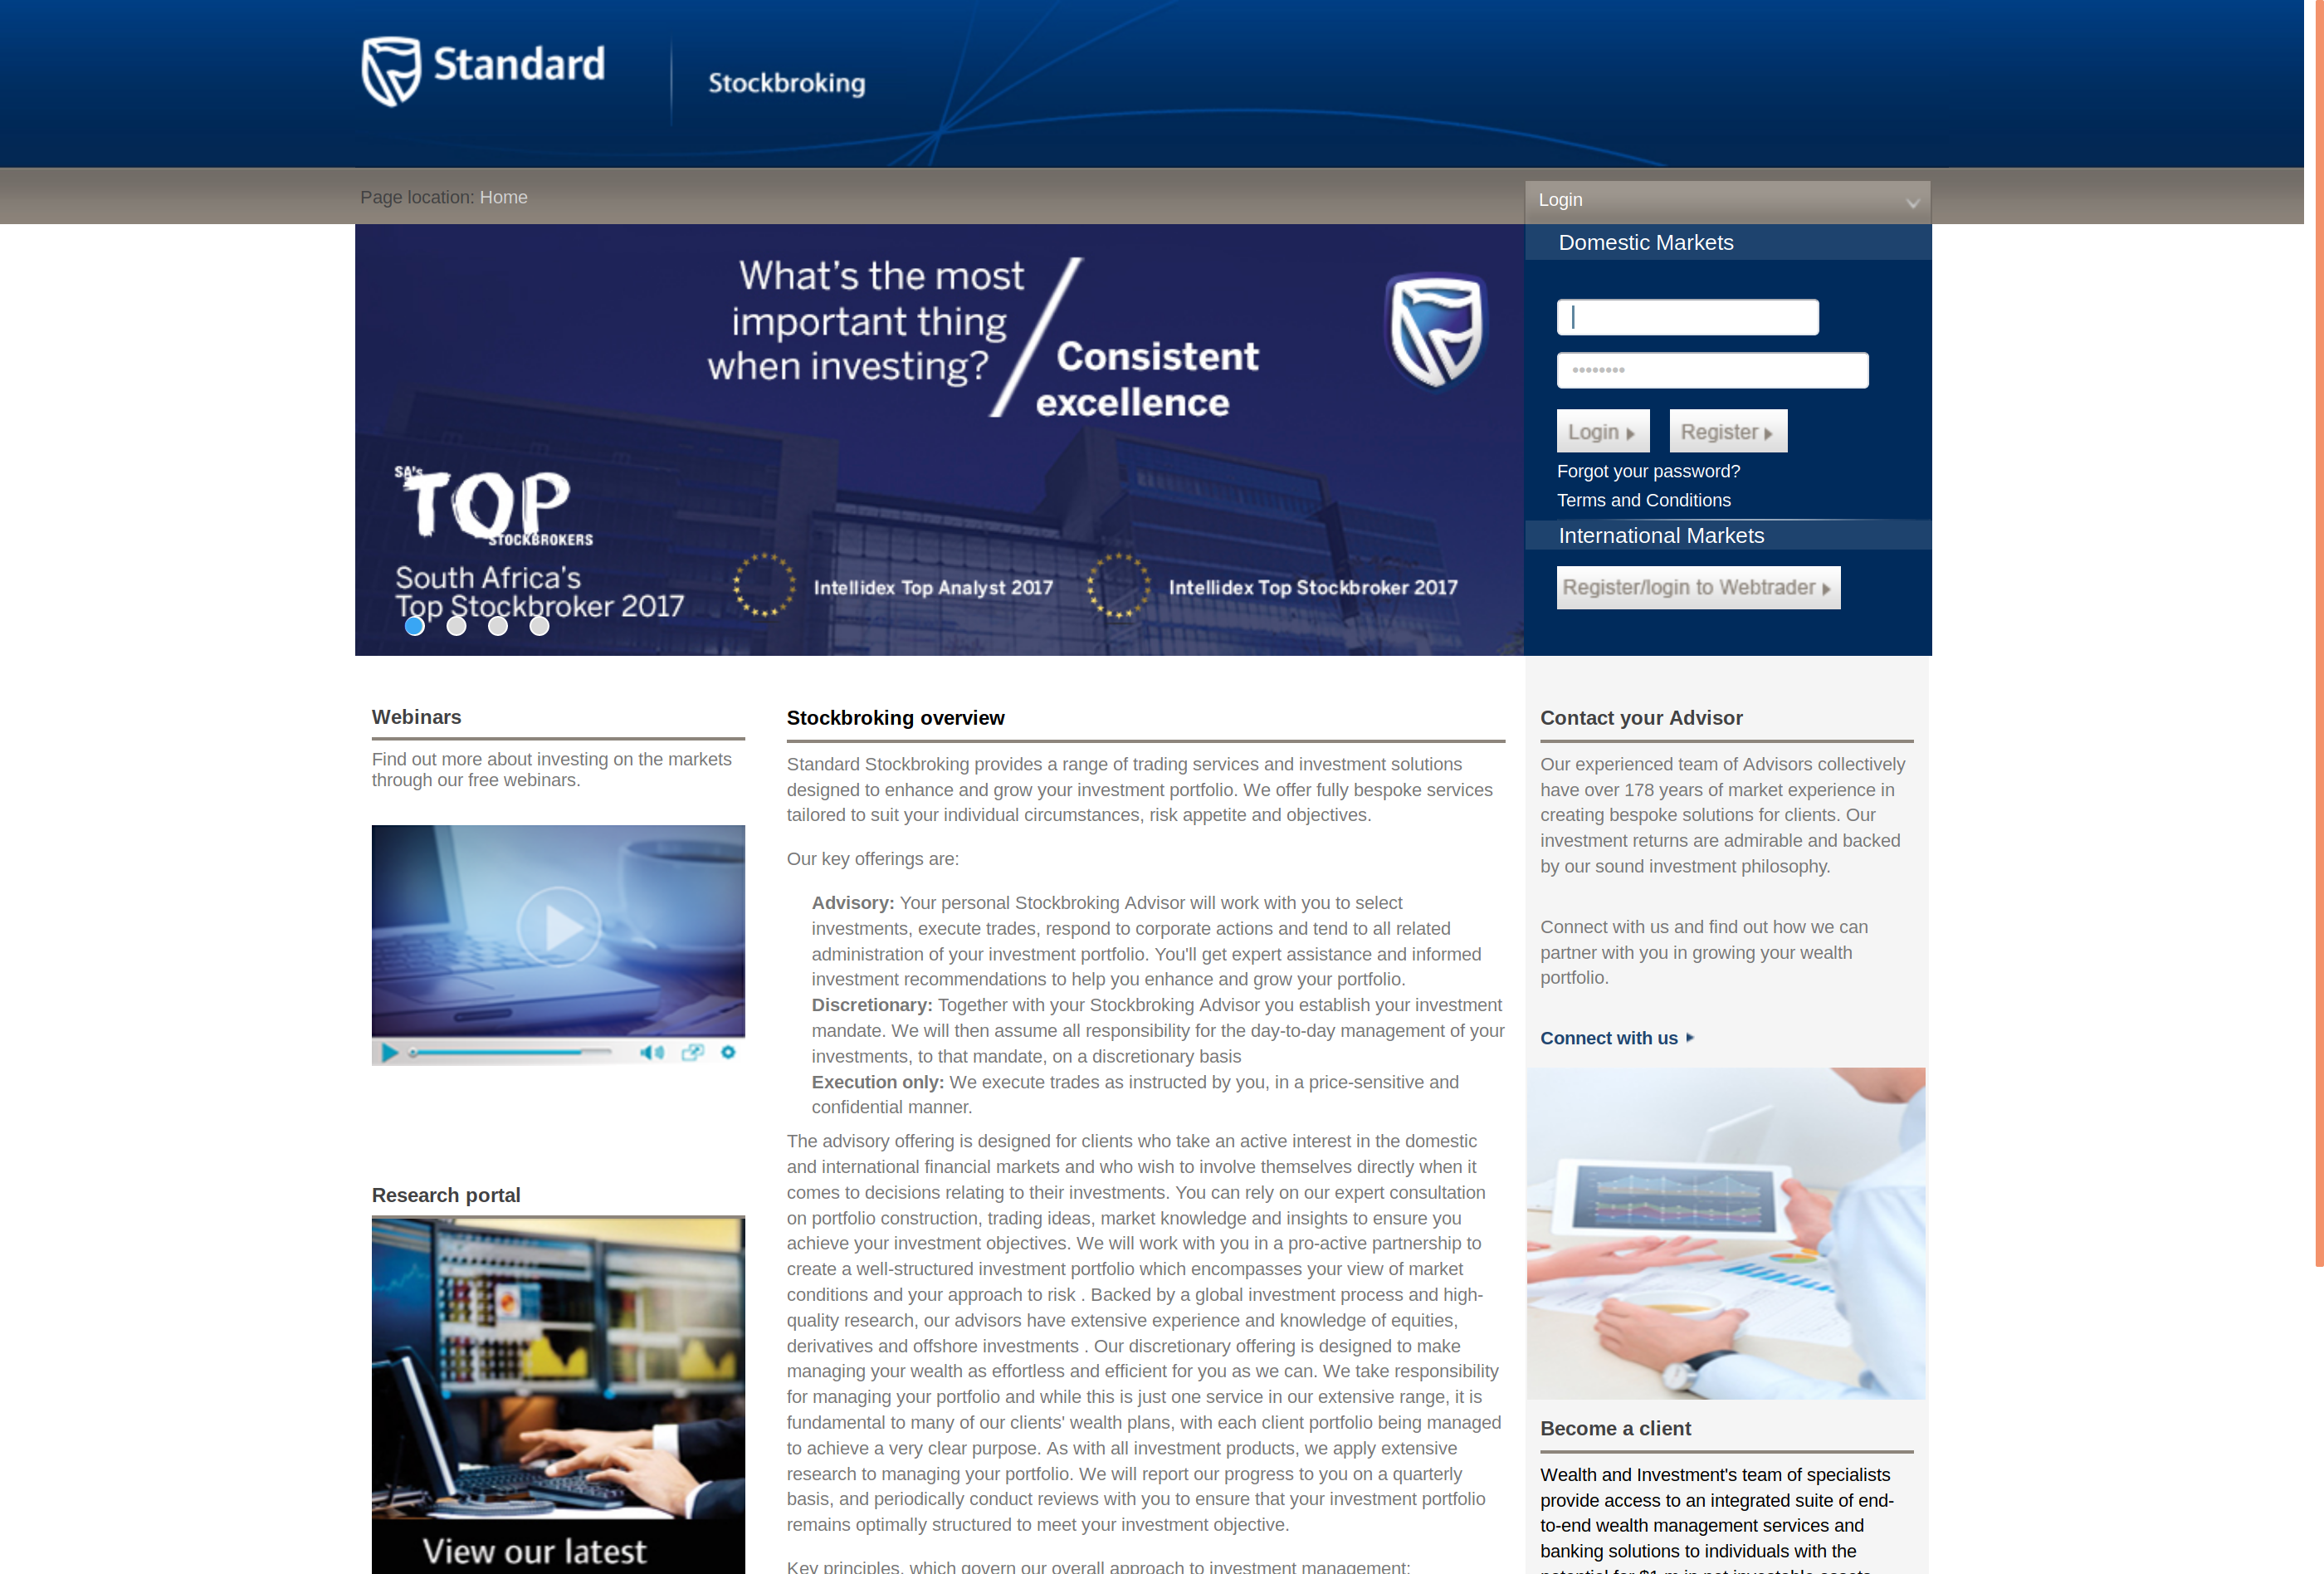 Standard
Stockbroking
Page location: Home
Login
What's the most
important thing
when investing?
Consistent
excellence
SA's
TOP
STOCKBROKERS
South Africa's
Top Stockbroker 2017
Intellidex Top Analyst 2017
Intellidex Top Stockbroker 2017
Domestic Markets
Login
Register
Forgot your password?
Terms and Conditions
International Markets
Register/login to Webtrader
Webinars
Find out more about investing on the markets
through our free webinars.
Research portal
View our latest
Stockbroking overview
Standard Stockbroking provides a range of trading services and investment solutions
designed to enhance and grow your investment portfolio. We offer fully bespoke services
tailored to suit your individual circumstances, risk appetite and objectives.
Our key offerings are:
Advisory: Your personal Stockbroking Advisor will work with you to select
investments, execute trades, respond to corporate actions and tend to all related
administration of your investment portfolio. You'll get expert assistance and informed
investment recommendations to help you enhance and grow your portfolio.
Discretionary: Together with your Stockbroking Advisor you establish your investment
mandate. We will then assume all responsibility for the day-to-day management of your
investments, to that mandate, on a discretionary basis
Execution only: We execute trades as instructed by you, in a price-sensitive and
confidential manner.
The advisory offering is designed for clients who take an active interest in the domestic
and international financial markets and who wish to involve themselves directly when it
comes to decisions relating to their investments. You can rely on our expert consultation
on portfolio construction, trading ideas, market knowledge and insights to ensure you
achieve your investment objectives. We will work with you in a pro-active partnership to
create a well-structured investment portfolio which encompasses your view of market
conditions and your approach to risk . Backed by a global investment process and high-
quality research, our advisors have extensive experience and knowledge of equities,
derivatives and offshore investments . Our discretionary offering is designed to make
managing your wealth as effortless and efficient for you as we can. We take responsibility
for managing your portfolio and while this is just one service in our extensive range, it is
fundamental to many of our clients' wealth plans, with each client portfolio being managed
to achieve a very clear purpose. As with all investment products, we apply extensive
research to managing your portfolio. We will report our progress to you on a quarterly
basis, and periodically conduct reviews with you to ensure that your investment portfolio
remains optimally structured to meet your investment objective.
Key principles, which govern our overall approach to investment management:
Contact your Advisor
Our experienced team of Advisors collectively
have over 178 years of market experience in
creating bespoke solutions for clients. Our
investment returns are admirable and backed
by our sound investment philosophy.
Connect with us and find out how we can
partner with you in growing your wealth
portfolio.
Connect with us
Become a client
Wealth and Investment's team of specialists
provide access to an integrated suite of end-
to-end wealth management services and
banking solutions to individuals with the
potential for $1 m in net investable assets